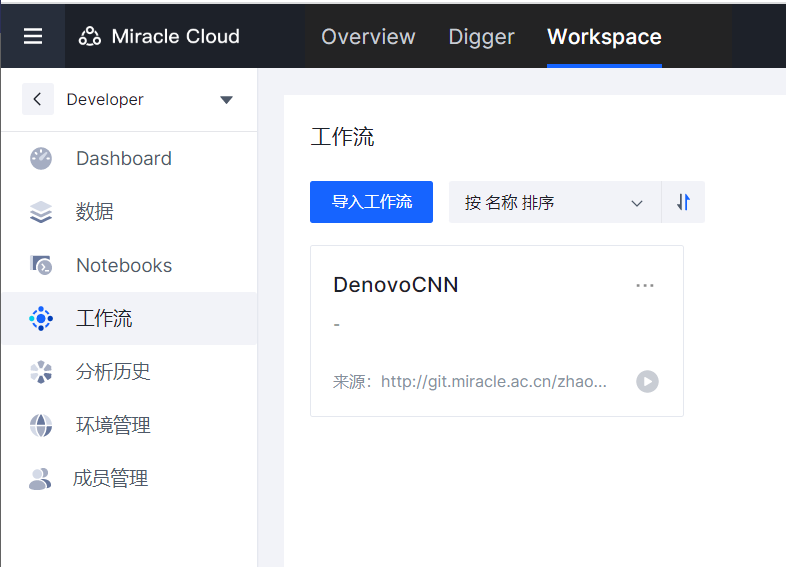 Miracle Cloud
Overview
Digger
Workspace
Developer
Dashboard
数据
Notebooks
工作流
分析历史
环境管理
成员管理
工作流
导入工作流
按 名称 排序
DenovoCNN
...
-
来源：http://git.miracle.ac.cn/zhao...